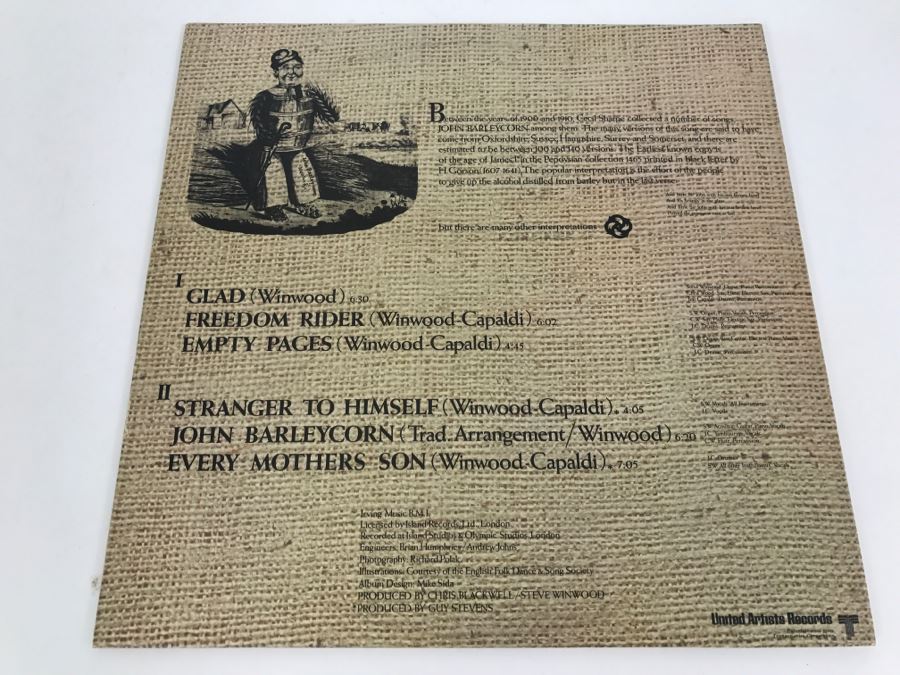 Between the years of 1900 and 1910, Cecil Sharpe collected a number of songs,
JOHN BARLEYCORN among them. The many versions of this song are said to have
come from Oxfordshire, Sussex, Hampshire, Surrey and Somerset, and there are
estimated to be between 100 and 140 versions. The Earliest known copy is
of the age of James I in the Pepysian collection 1465 printed in black letter by
H Gosson (1607-1641). The popular interpretation is the effort of the people
to give up the alcohol distilled from barley but in the last verse
but there are many other interpretations
I
GLAD (Winwood) 6:30
FREEDOM RIDER (Winwood-Capaldi) 6:02
EMPTY PAGES (Winwood-Capaldi) 4:45
II
STRANGER TO HIMSELF (Winwood-Capaldi)* 4:05
S.W. Vocals, All Instruments
J.C. Vocals
JOHN BARLEYCORN (Trad. Arrangement/Winwood) 6:20
EVERY MOTHERS SON (Winwood-Capaldi)* 7:05
J.C. Drums
Irving Music B.M.I.
Licensed by Island Records, Ltd., London
Recorded at Island Studios & Olympic Studios, London
Engineers: Brian Humphries/Andrew Johns
Photography: Richard Polak
Illustrations: Courtesy of the English Folk Dance & Song Society
Album Design: Mike Sida
PRODUCED BY CHRIS BLACKWELL/STEVE WINWOOD
*PRODUCED BY GUY STEVENS
United Artists Records